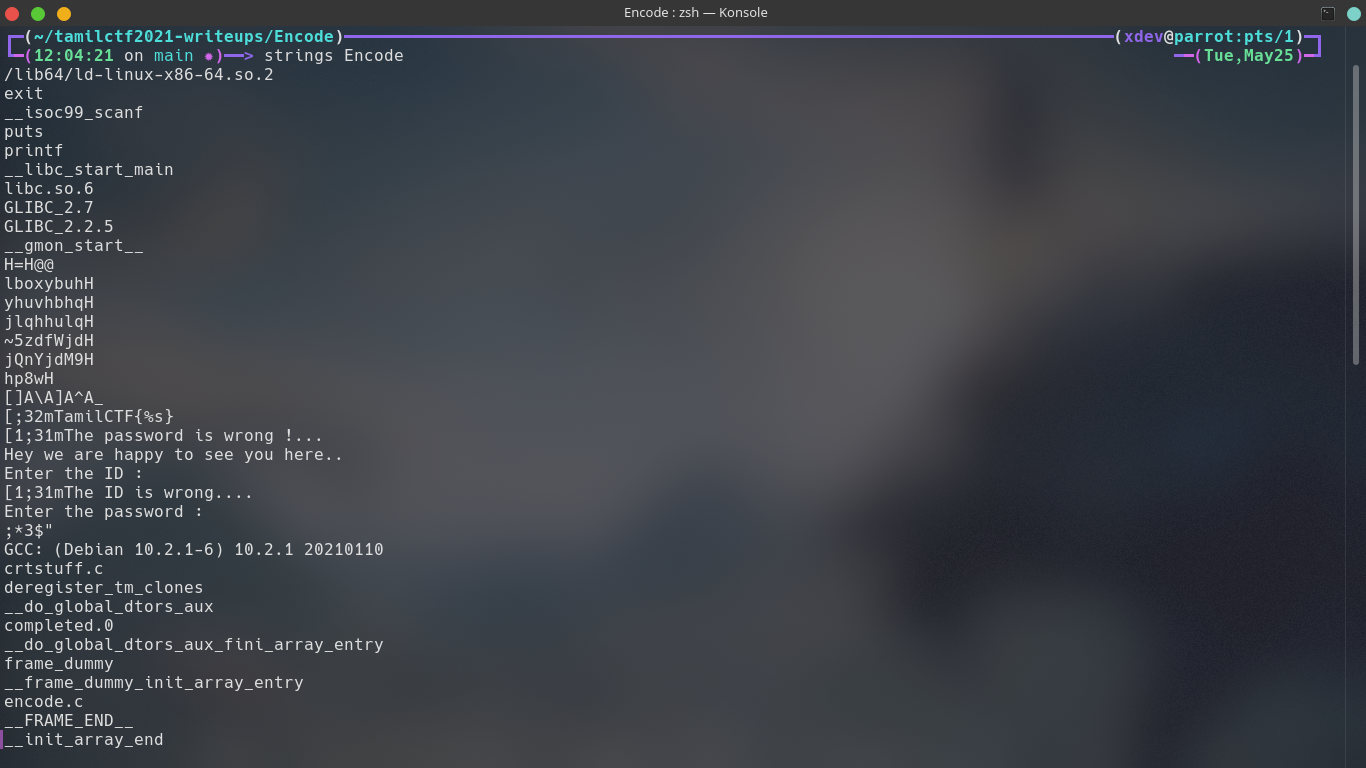 Encode : zsh — Konsole
(~/tamilctf2021-writeups/Encode) (xdev@parrot:pts/1)
(12:04:21 on main ✹)──> strings Encode (Tue,May25)
/lib64/ld-linux-x86-64.so.2
exit
__isoc99_scanf
puts
printf
__libc_start_main
libc.so.6
GLIBC_2.7
GLIBC_2.2.5
__gmon_start__
H=H@@
lboxybuhH
yhuvhbhqH
jlqhhulqH
~5zdfWjdH
jQnYjdM9H
hp8wH
[]A\A]A^A_
[;32mTamilCTF{%s}
[1;31mThe password is wrong !...
Hey we are happy to see you here..
Enter the ID :
[1;31mThe ID is wrong....
Enter the password :
;*3$"
GCC: (Debian 10.2.1-6) 10.2.1 20210110
crtstuff.c
deregister_tm_clones
__do_global_dtors_aux
completed.0
__do_global_dtors_aux_fini_array_entry
frame_dummy
__frame_dummy_init_array_entry
encode.c
__FRAME_END__
__init_array_end